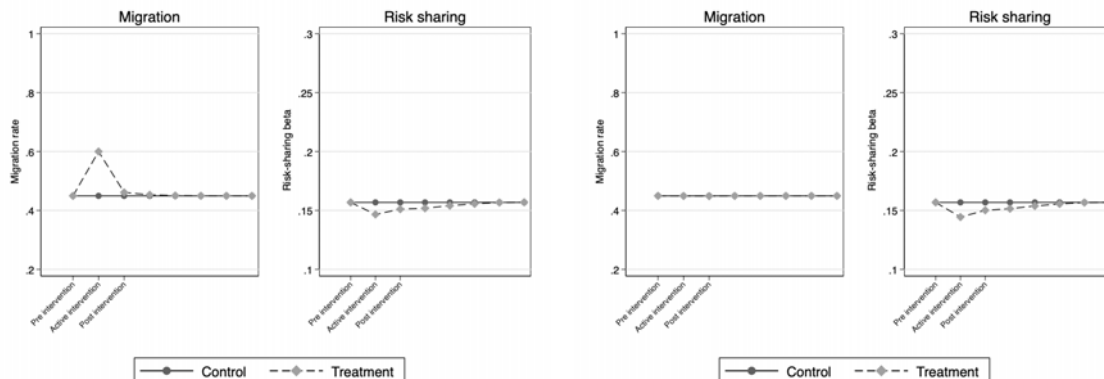 Migration
Risk sharing
Migration rate
1
.8
.6
.4
.2
Pre intervention
Active intervention
Post intervention
Risk-sharing beta
.3
.25
.2
.15
.1
Pre intervention
Active intervention
Post intervention
Control
Treatment
Migration
Risk sharing
Migration rate
1
.8
.6
.4
.2
Pre intervention
Active intervention
Post intervention
Risk-sharing beta
.3
.25
.2
.15
.1
Pre intervention
Active intervention
Post intervention
Control
Treatment